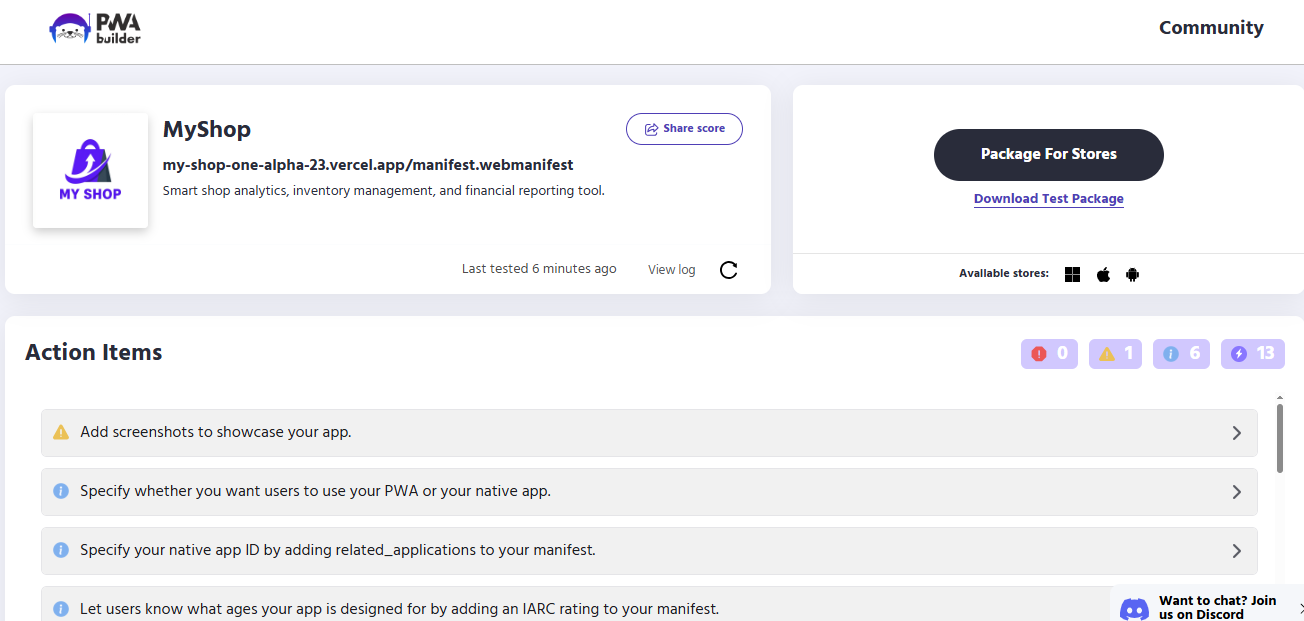 PWA
builder
Community
MY SHOP
MyShop
Share score
my-shop-one-alpha-23.vercel.app/manifest.webmanifest
Smart shop analytics, inventory management, and financial reporting tool.
Last tested 6 minutes ago
View log
Package For Stores
Download Test Package
Available stores:
Action Items
0
1
6
13
Add screenshots to showcase your app.
Specify whether you want users to use your PWA or your native app.
Specify your native app ID by adding related_applications to your manifest.
Let users know what ages your app is designed for by adding an IARC rating to your manifest.
Want to chat? Join
us on Discord